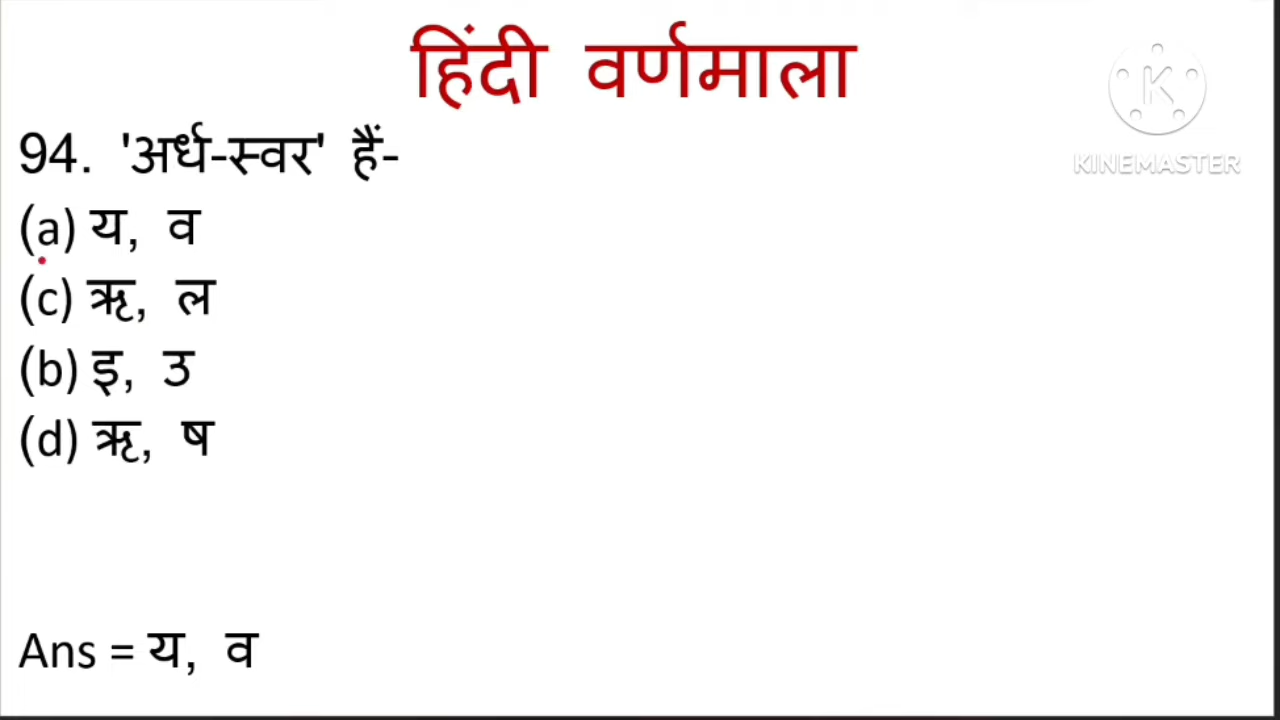 हिंदी वर्णमाला
KINEMASTER
94. 'अर्ध-स्वर' हैं-
(a) य, व
(c) ऋ, ल
(b) इ, उ
(d) ऋ, ष
Ans = य, व